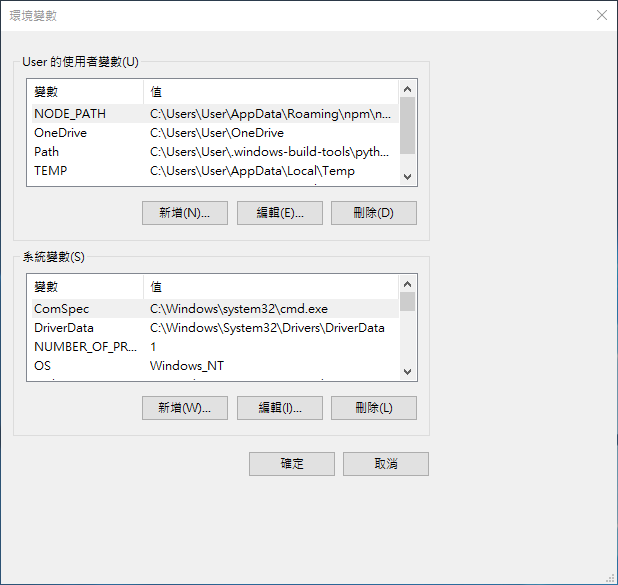 環境變數
User 的使用者變數(U)
變數 值
NODE_PATH C:\Users\User\AppData\Roaming\npm\n...
OneDrive C:\Users\User\OneDrive
Path C:\Users\User\.windows-build-tools\pyth...
TEMP C:\Users\User\AppData\Local\Temp
新增(N)... 編輯(E)... 刪除(D)
系統變數(S)
變數 值
ComSpec C:\Windows\system32\cmd.exe
DriverData C:\Windows\System32\Drivers\DriverData
NUMBER_OF_PR... 1
OS Windows_NT
新增(W)... 編輯(I)... 刪除(L)
確定 取消